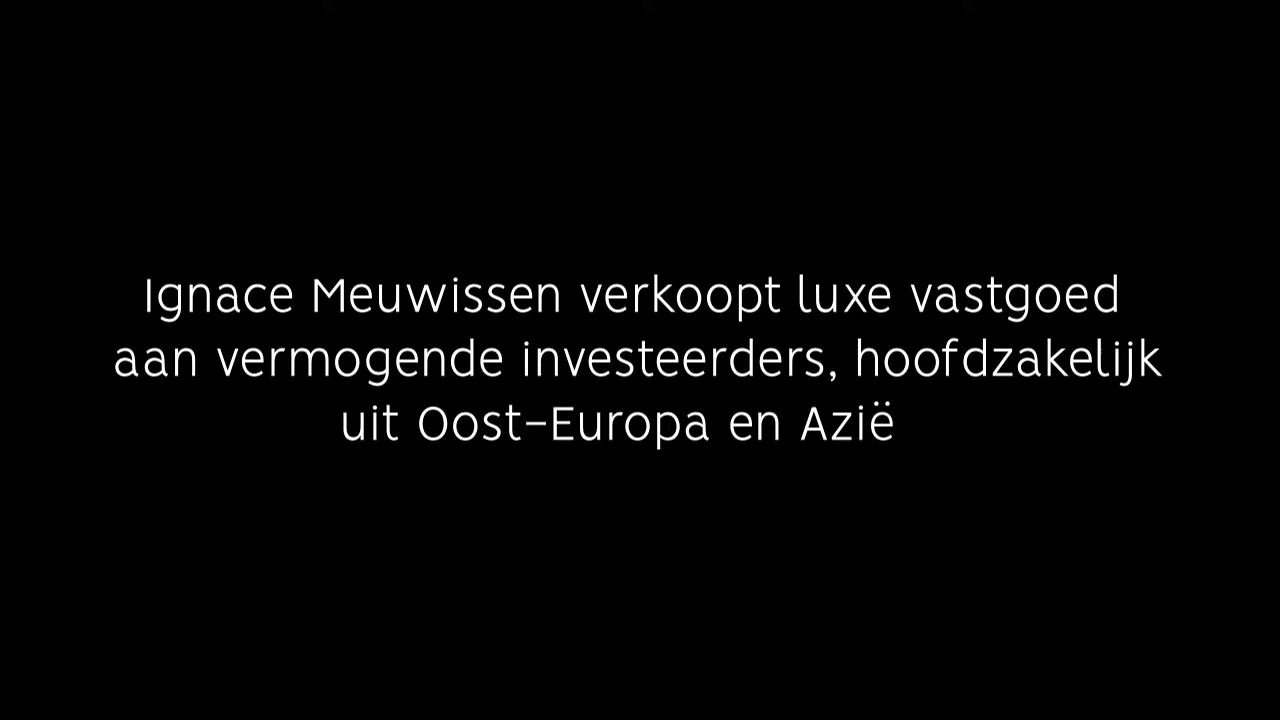 Ignace Meuwissen verkoopt luxe vastgoed
aan vermogende investeerders, hoofdzakelijk
uit Oost-Europa en Azië